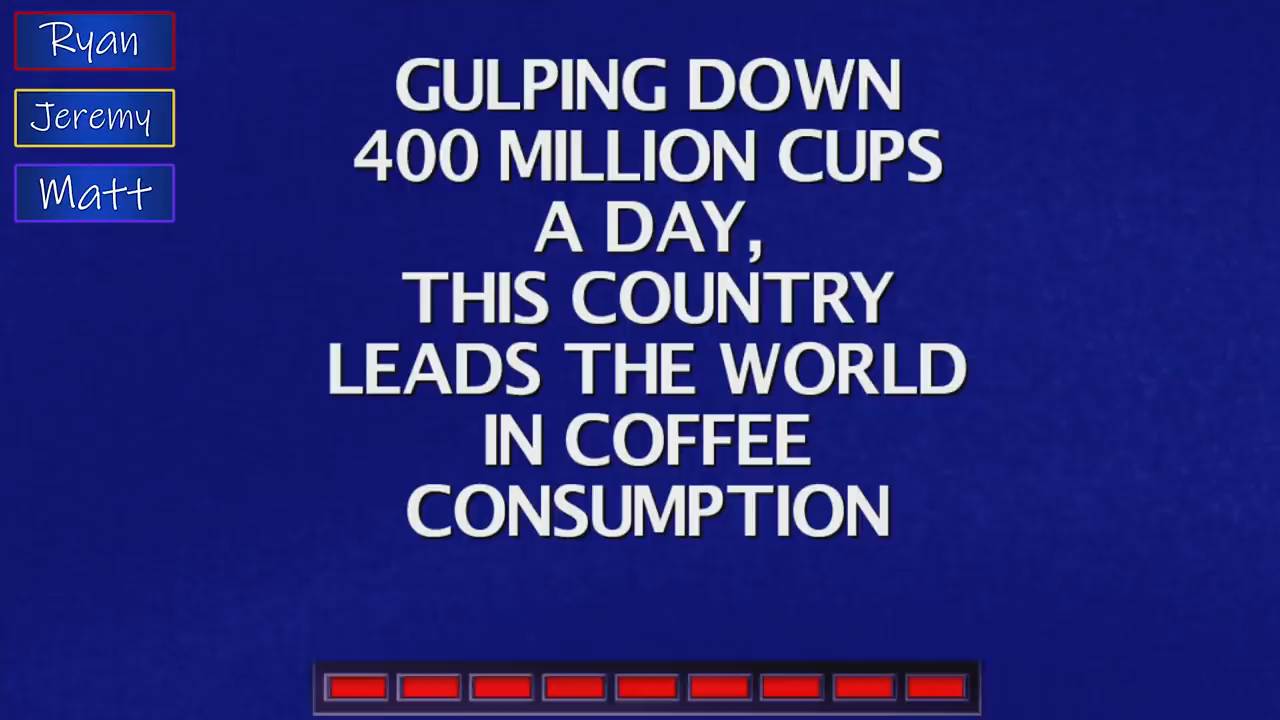 Ryan
Jeremy
Matt
GULPING DOWN
400 MILLION CUPS
A DAY,
THIS COUNTRY
LEADS THE WORLD
IN COFFEE
CONSUMPTION